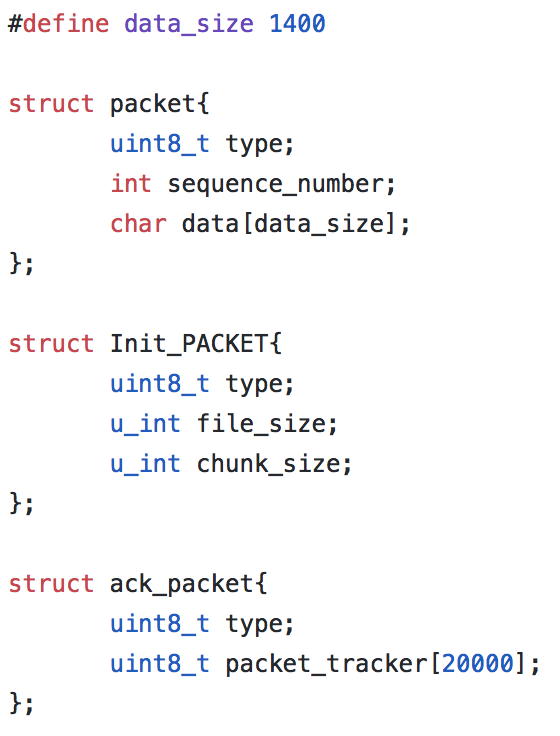 #define data_size 1400
struct packet{
uint8_t type;
int sequence_number;
char data[data_size];
};
struct Init_PACKET{
uint8_t type;
u_int file_size;
u_int chunk_size;
};
struct ack_packet{
uint8_t type;
uint8_t packet_tracker[20000];
};